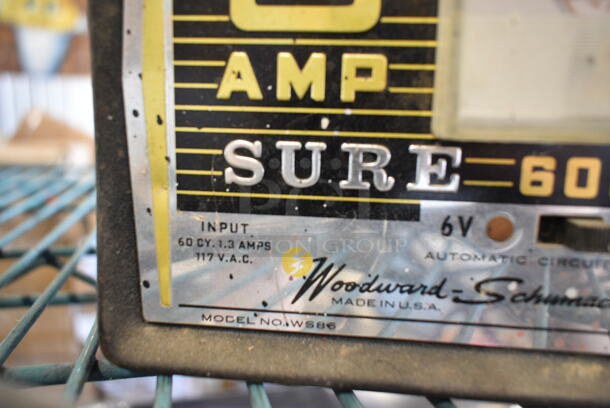 AMP
SURE 60
INPUT
60 CY. 1.3 AMPS
117 V.A.C.
6V
AUTOMATIC CIRCUI
Woodward-Schumac
MADE IN U.S.A.
MODEL NO. WS86